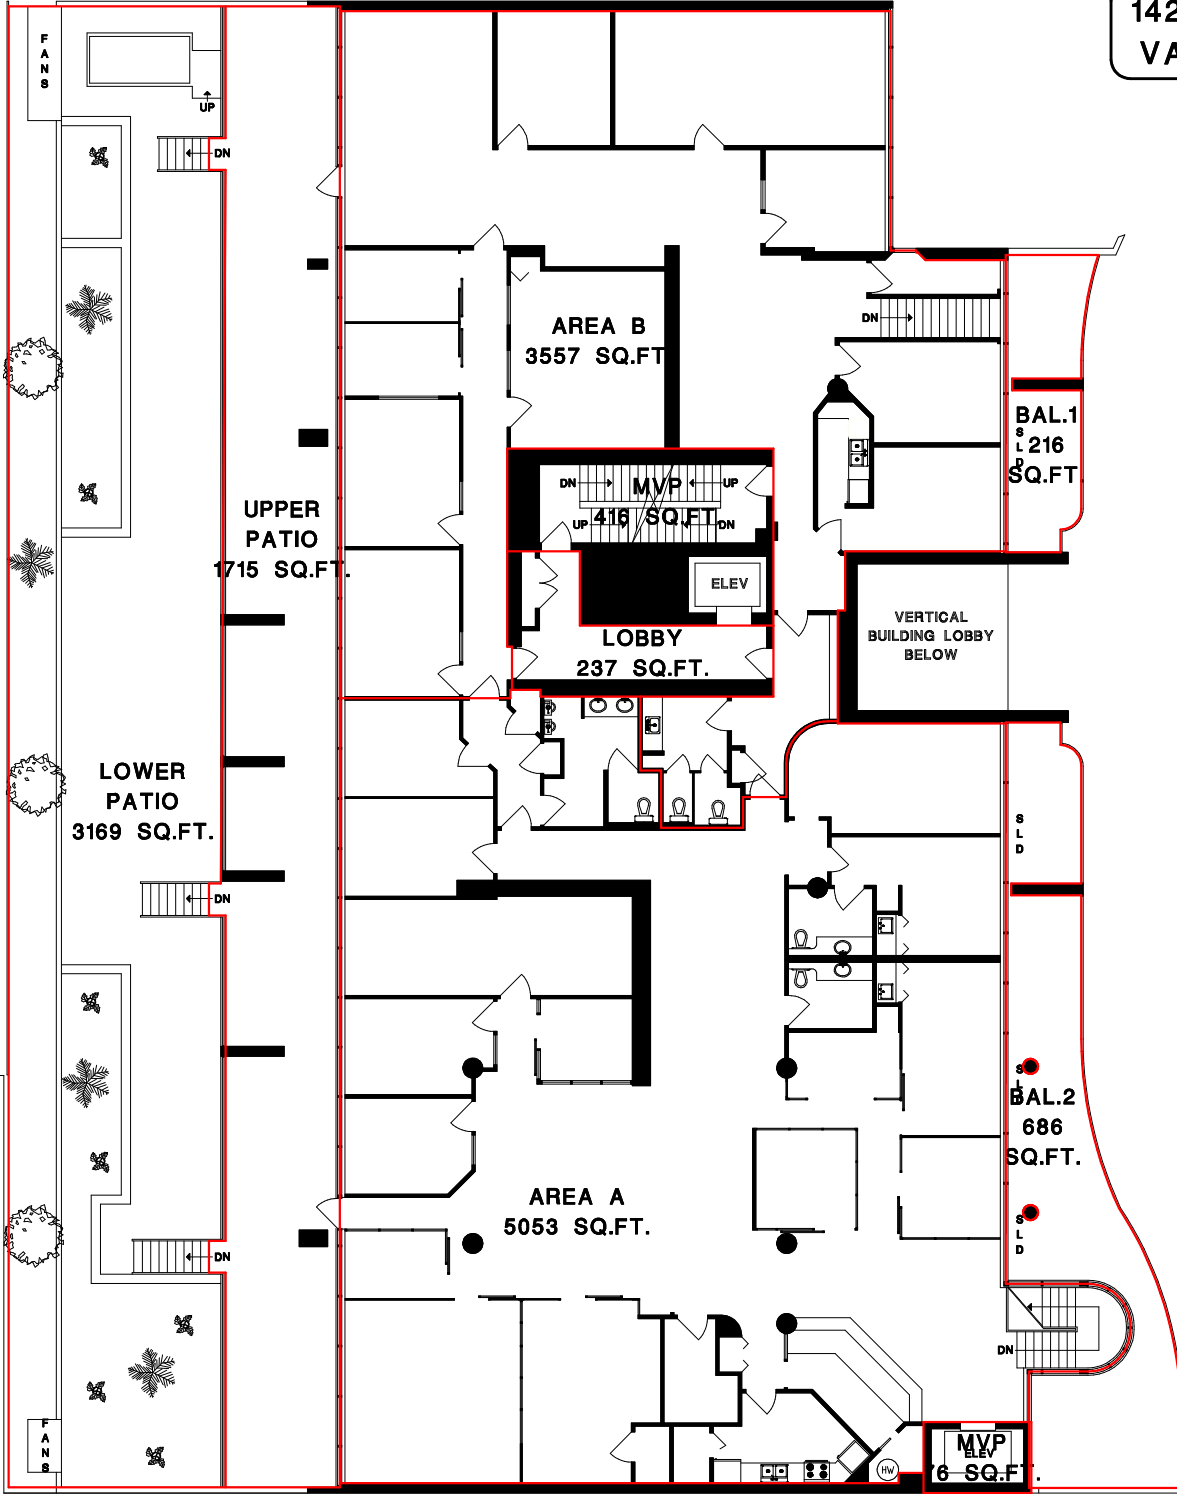 142
VA
FANS
UP
DN
AREA B
3557 SQ.FT
DN
BAL.1
216
SQ.FT
SLD
DN
MVP
UP
416 SQ FT
UP
DN
UPPER
PATIO
1715 SQ.FT.
ELEV
LOBBY
237 SQ.FT.
VERTICAL
BUILDING LOBBY
BELOW
LOWER
PATIO
3169 SQ.FT.
SLD
DN
SLD
BAL.2
686
SQ.FT.
AREA A
5053 SQ.FT.
SLD
DN
DN
FANS
MVP
ELEV
76 SQ.FT.
HW